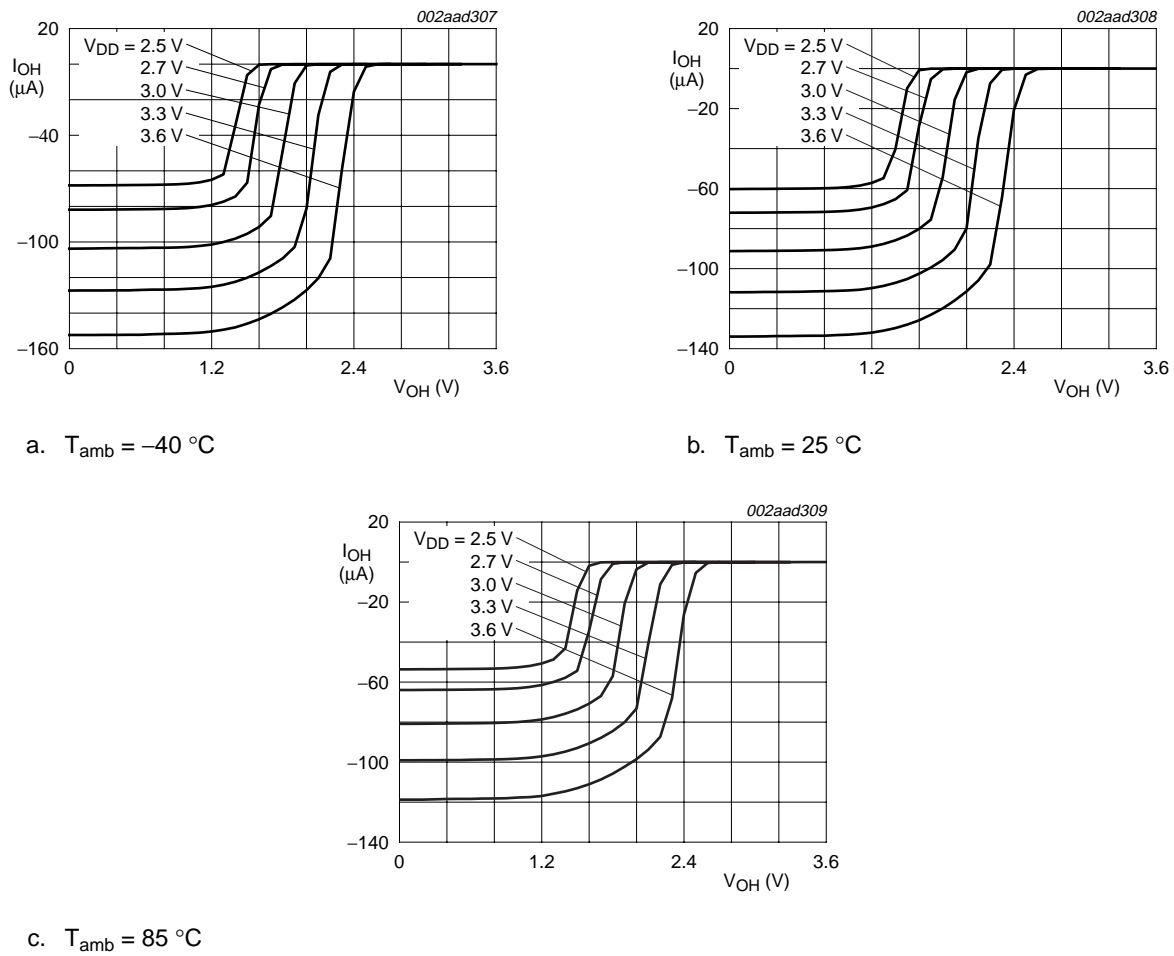 002aad307
20
I_OH
(μA)
V_DD = 2.5 V
2.7 V
3.0 V
3.3 V
3.6 V
−40
−100
−160
0 1.2 2.4 3.6
V_OH (V)
a. T_amb = −40 °C
002aad308
20
I_OH
(μA)
V_DD = 2.5 V
2.7 V
3.0 V
3.3 V
3.6 V
−20
−60
−100
−140
0 1.2 2.4 3.6
V_OH (V)
b. T_amb = 25 °C
002aad309
20
I_OH
(μA)
V_DD = 2.5 V
2.7 V
3.0 V
3.3 V
3.6 V
−20
−60
−100
−140
0 1.2 2.4 3.6
V_OH (V)
c. T_amb = 85 °C